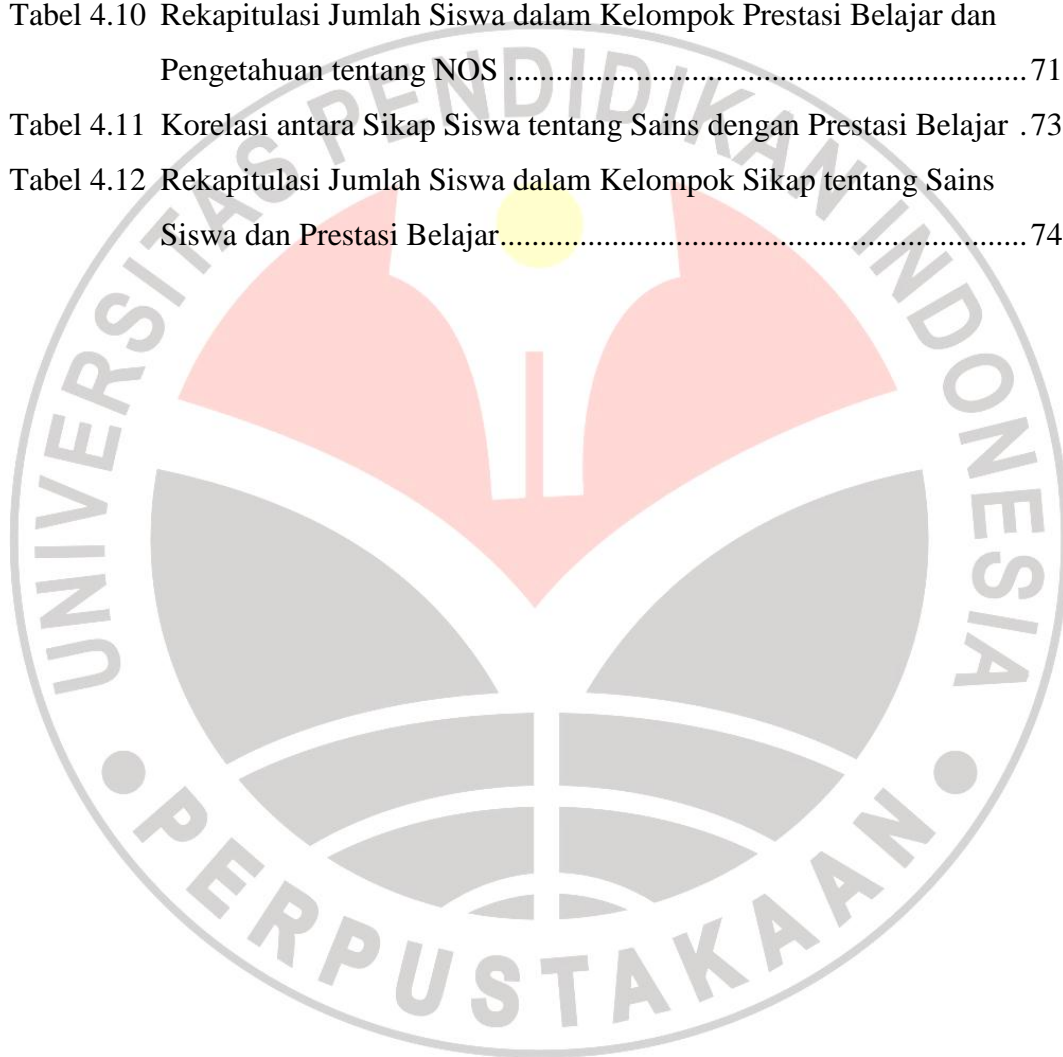 Tabel 4.10 Rekapitulasi Jumlah Siswa dalam Kelompok Prestasi Belajar dan
Pengetahuan tentang NOS ................................................................. 71
Tabel 4.11 Korelasi antara Sikap Siswa tentang Sains dengan Prestasi Belajar . 73
Tabel 4.12 Rekapitulasi Jumlah Siswa dalam Kelompok Sikap tentang Sains
Siswa dan Prestasi Belajar.................................................................. 74
UNIVERSITAS PENDIDIKAN INDONESIA
PERPUSTAKAAN